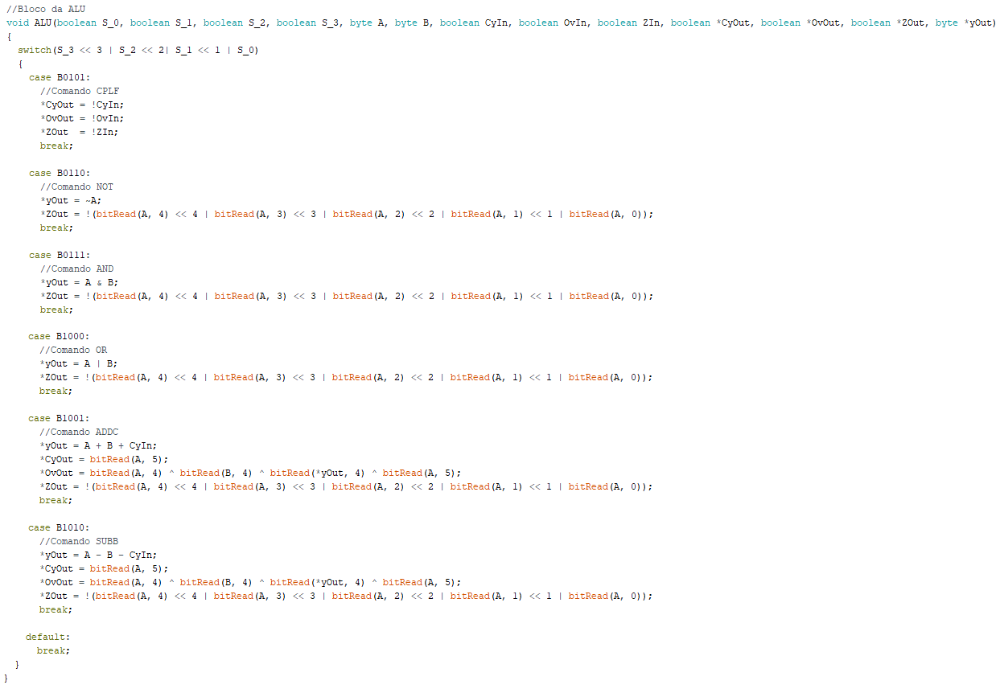 //Bloco da ALU
void ALU(boolean S_0, boolean S_1, boolean S_2, boolean S_3, byte A, byte B, boolean CyIn, boolean OvIn, boolean ZIn, boolean *CyOut, boolean *OvOut, boolean *ZOut, byte *yOut)
{
  switch(S_3 << 3 | S_2 << 2| S_1 << 1 | S_0)
  {
    case B0101:
      //Comando CPLF
      *CyOut = !CyIn;
      *OvOut = !OvIn;
      *ZOut  = !ZIn;
      break;

    case B0110:
      //Comando NOT
      *yOut = ~A;
      *ZOut = !(bitRead(A, 4) << 4 | bitRead(A, 3) << 3 | bitRead(A, 2) << 2 | bitRead(A, 1) << 1 | bitRead(A, 0));
      break;

    case B0111:
      //Comando AND
      *yOut = A & B;
      *ZOut = !(bitRead(A, 4) << 4 | bitRead(A, 3) << 3 | bitRead(A, 2) << 2 | bitRead(A, 1) << 1 | bitRead(A, 0));
      break;

    case B1000:
      //Comando OR
      *yOut = A | B;
      *ZOut = !(bitRead(A, 4) << 4 | bitRead(A, 3) << 3 | bitRead(A, 2) << 2 | bitRead(A, 1) << 1 | bitRead(A, 0));
      break;

    case B1001:
      //Comando ADDC
      *yOut = A + B + CyIn;
      *CyOut = bitRead(A, 5);
      *OvOut = bitRead(A, 4) ^ bitRead(B, 4) ^ bitRead(*yOut, 4) ^ bitRead(A, 5);
      *ZOut = !(bitRead(A, 4) << 4 | bitRead(A, 3) << 3 | bitRead(A, 2) << 2 | bitRead(A, 1) << 1 | bitRead(A, 0));
      break;

    case B1010:
      //Comando SUBB
      *yOut = A - B - CyIn;
      *CyOut = bitRead(A, 5);
      *OvOut = bitRead(A, 4) ^ bitRead(B, 4) ^ bitRead(*yOut, 4) ^ bitRead(A, 5);
      *ZOut = !(bitRead(A, 4) << 4 | bitRead(A, 3) << 3 | bitRead(A, 2) << 2 | bitRead(A, 1) << 1 | bitRead(A, 0));
      break;

    default:
      break;
  }
}